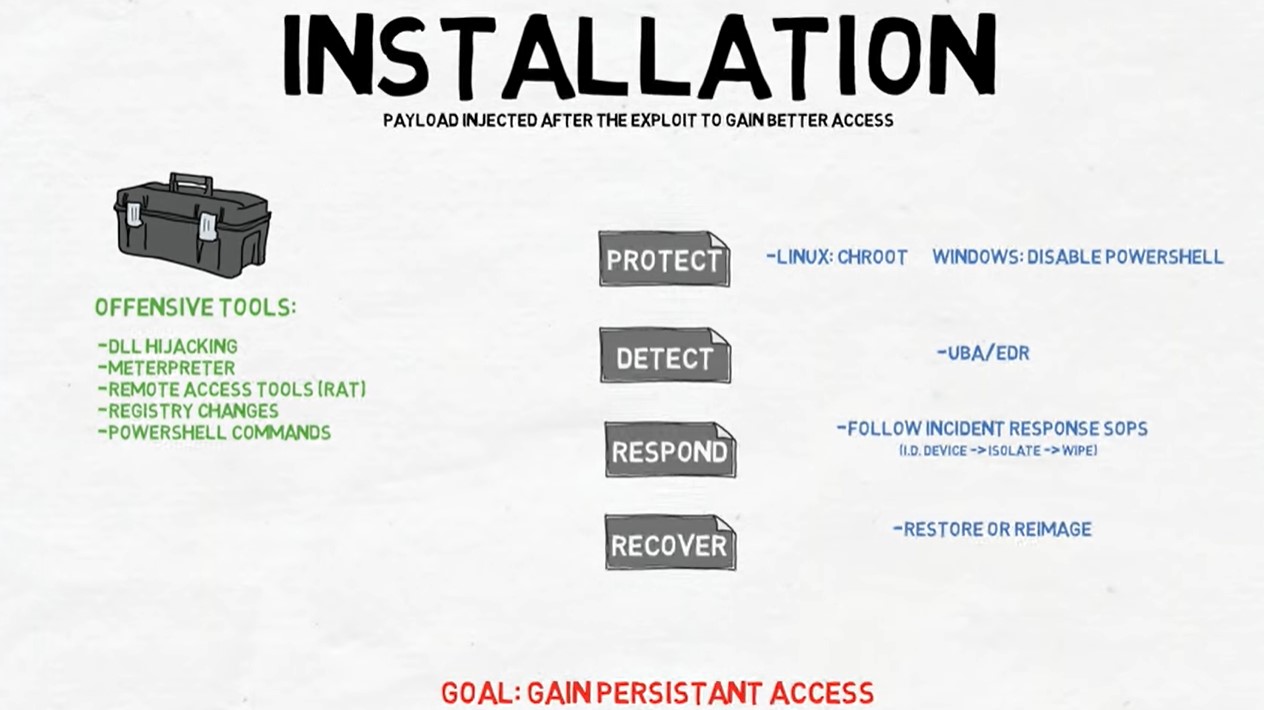 INSTALLATION
PAYLOAD INJECTED AFTER THE EXPLOIT TO GAIN BETTER ACCESS
OFFENSIVE TOOLS:
-DLL HIJACKING
-METERPRETER
-REMOTE ACCESS TOOLS (RAT)
-REGISTRY CHANGES
-POWERSHELL COMMANDS
PROTECT -LINUX: CHROOT WINDOWS: DISABLE POWERSHELL
DETECT -UBA/EDR
RESPOND -FOLLOW INCIDENT RESPONSE SOPS
(I.D. DEVICE -> ISOLATE -> WIPE)
RECOVER -RESTORE OR REIMAGE
GOAL: GAIN PERSISTANT ACCESS